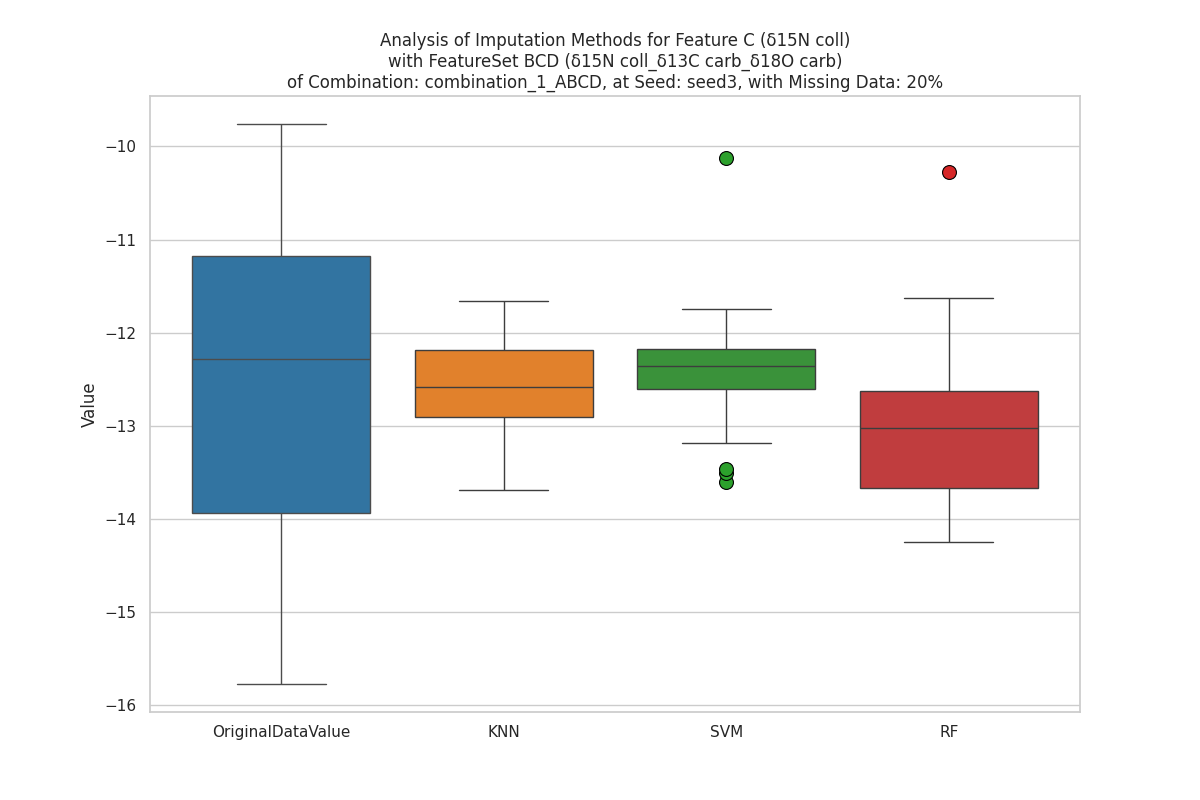 Analysis of Imputation Methods for Feature C (δ15N coll)
with FeatureSet BCD (δ15N coll_δ13C carb_δ18O carb)
of Combination: combination_1_ABCD, at Seed: seed3, with Missing Data: 20%
Value
−10
−11
−12
−13
−14
−15
−16
OriginalDataValue
KNN
SVM
RF